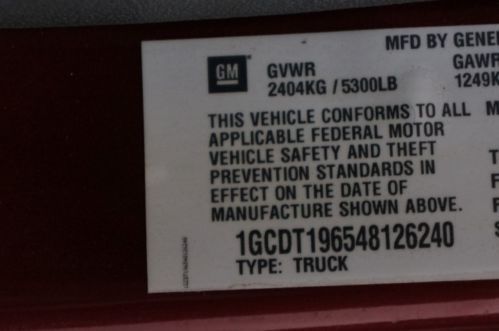 MFD BY GENE
GM
GVWR
GAWR
2404KG / 5300LB
1249K
THIS VEHICLE CONFORMS TO ALL
APPLICABLE FEDERAL MOTOR
VEHICLE SAFETY AND THEFT
PREVENTION STANDARDS IN
EFFECT ON THE DATE OF
MANUFACTURE SHOWN ABOVE.
1GCDT196548126240
TYPE: TRUCK